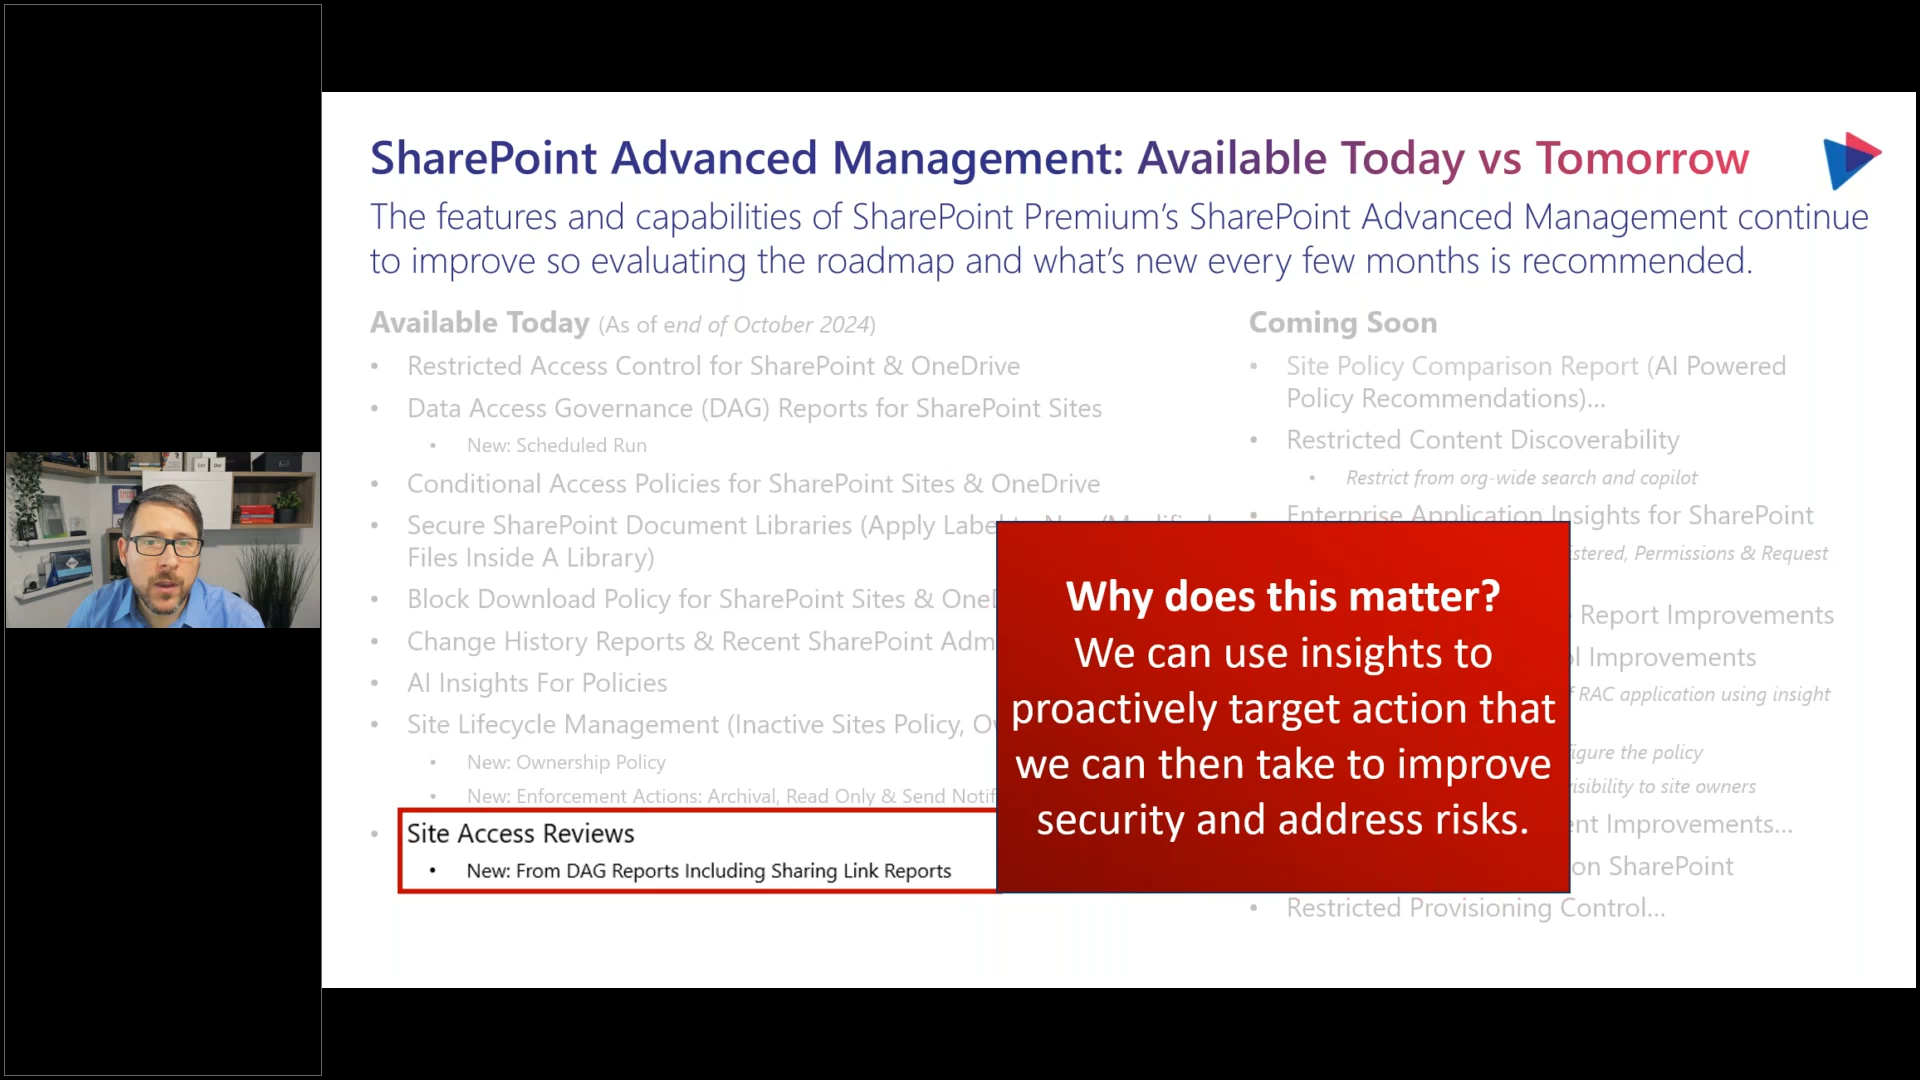 SharePoint Advanced Management: Available Today vs Tomorrow
The features and capabilities of SharePoint Premium's SharePoint Advanced Management continue
to improve so evaluating the roadmap and what's new every few months is recommended.
Available Today (As of end of October 2024)
• Restricted Access Control for SharePoint & OneDrive
• Data Access Governance (DAG) Reports for SharePoint Sites
• New: Scheduled Run
• Conditional Access Policies for SharePoint Sites & OneDrive
• Secure SharePoint Document Libraries (Apply Label
Files Inside A Library)
• Block Download Policy for SharePoint Sites &
• Change History Reports & Recent SharePoint
• AI Insights For Policies
• Site Lifecycle Management (Inactive Sites Policy,
• New: Ownership Policy
• New: Enforcement Actions: Archival, Read Only & Send
• Site Access Reviews
• New: From DAG Reports Including Sharing Link Reports
Coming Soon
• Site Policy Comparison Report (AI Powered
Policy Recommendations)...
• Restricted Content Discoverability
• Restrict from org-wide search and copilot
• Enterprise Application Insights for SharePoint
Permissions & Request
Report Improvements
Improvements
RAC application using insight
the policy
to site owners
Improvements...
on SharePoint
• Restricted Provisioning Control...
Why does this matter?
We can use insights to
proactively target action that
we can then take to improve
security and address risks.